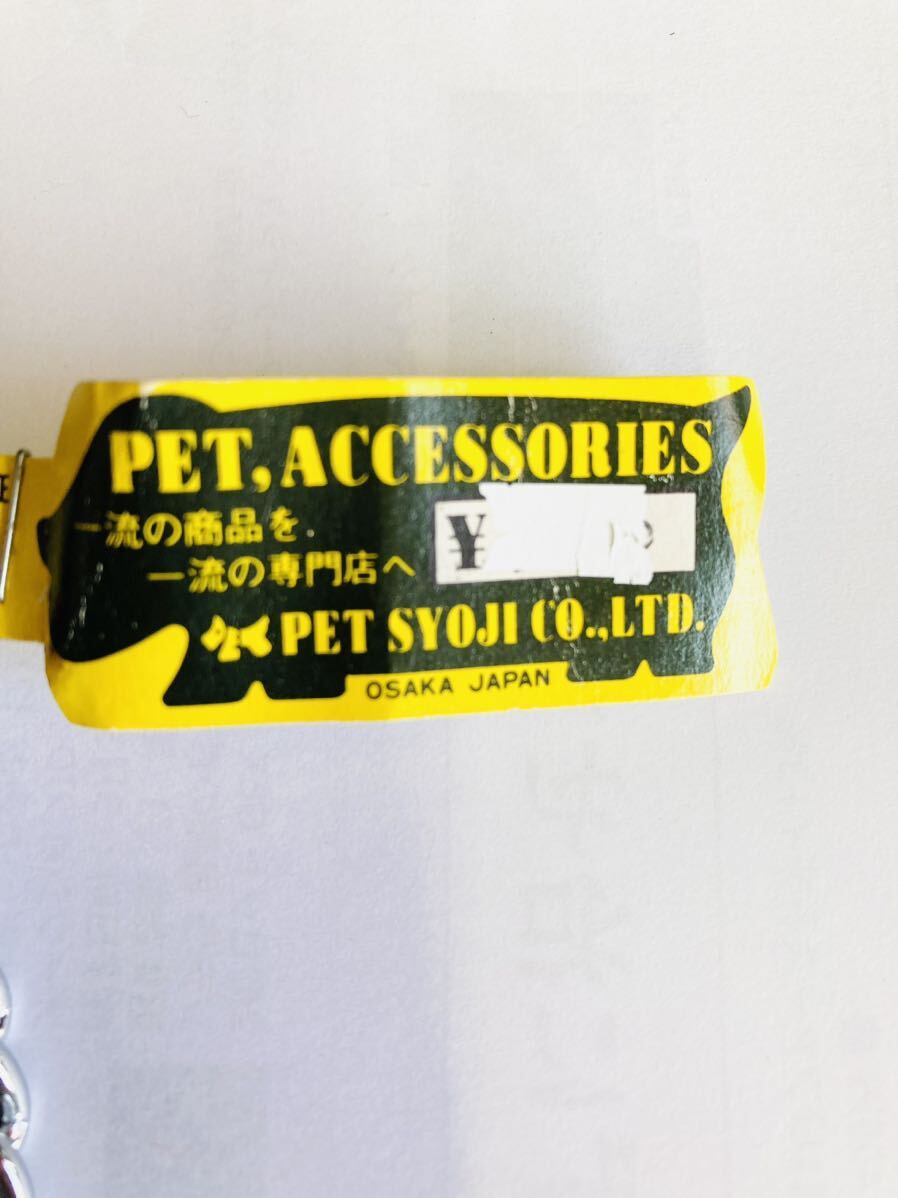 PET, ACCESSORIES
一流の商品を
一流の専門店へ
¥
PET SYOJI CO.,LTD.
OSAKA JAPAN